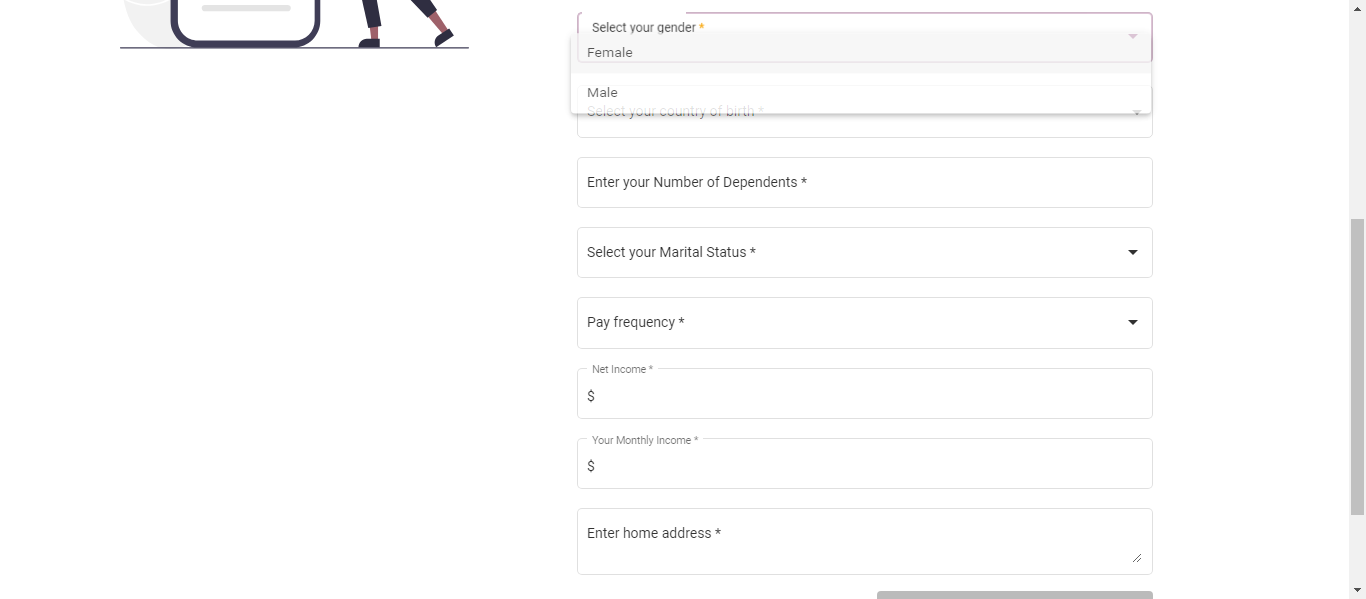 Select your gender *
Female
Male
Select your country of birth *
Enter your Number of Dependents *
Select your Marital Status *
Pay frequency *
Net Income *
$
Your Monthly Income *
$
Enter home address *